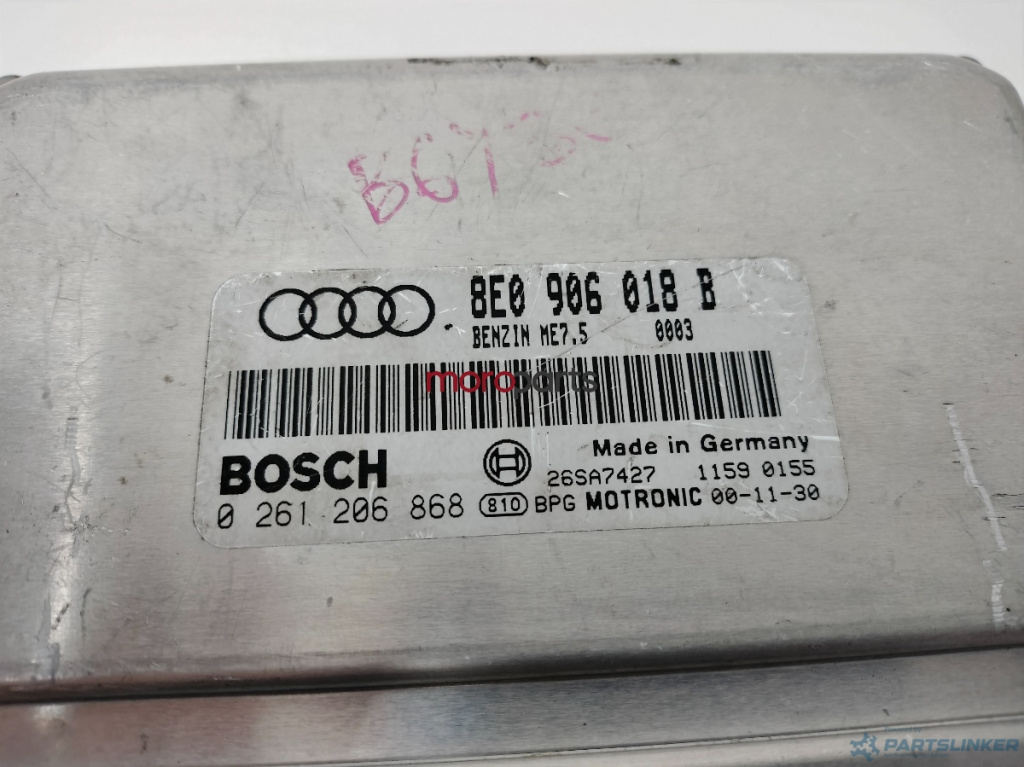 8E0 906 018 B
BENZIN ME7.5 0003
moroparts
Made in Germany
BOSCH
26SA7427 1159 0155
0 261 206 868 810 BPG MOTRONIC 00-11-30
PARTSLINKER